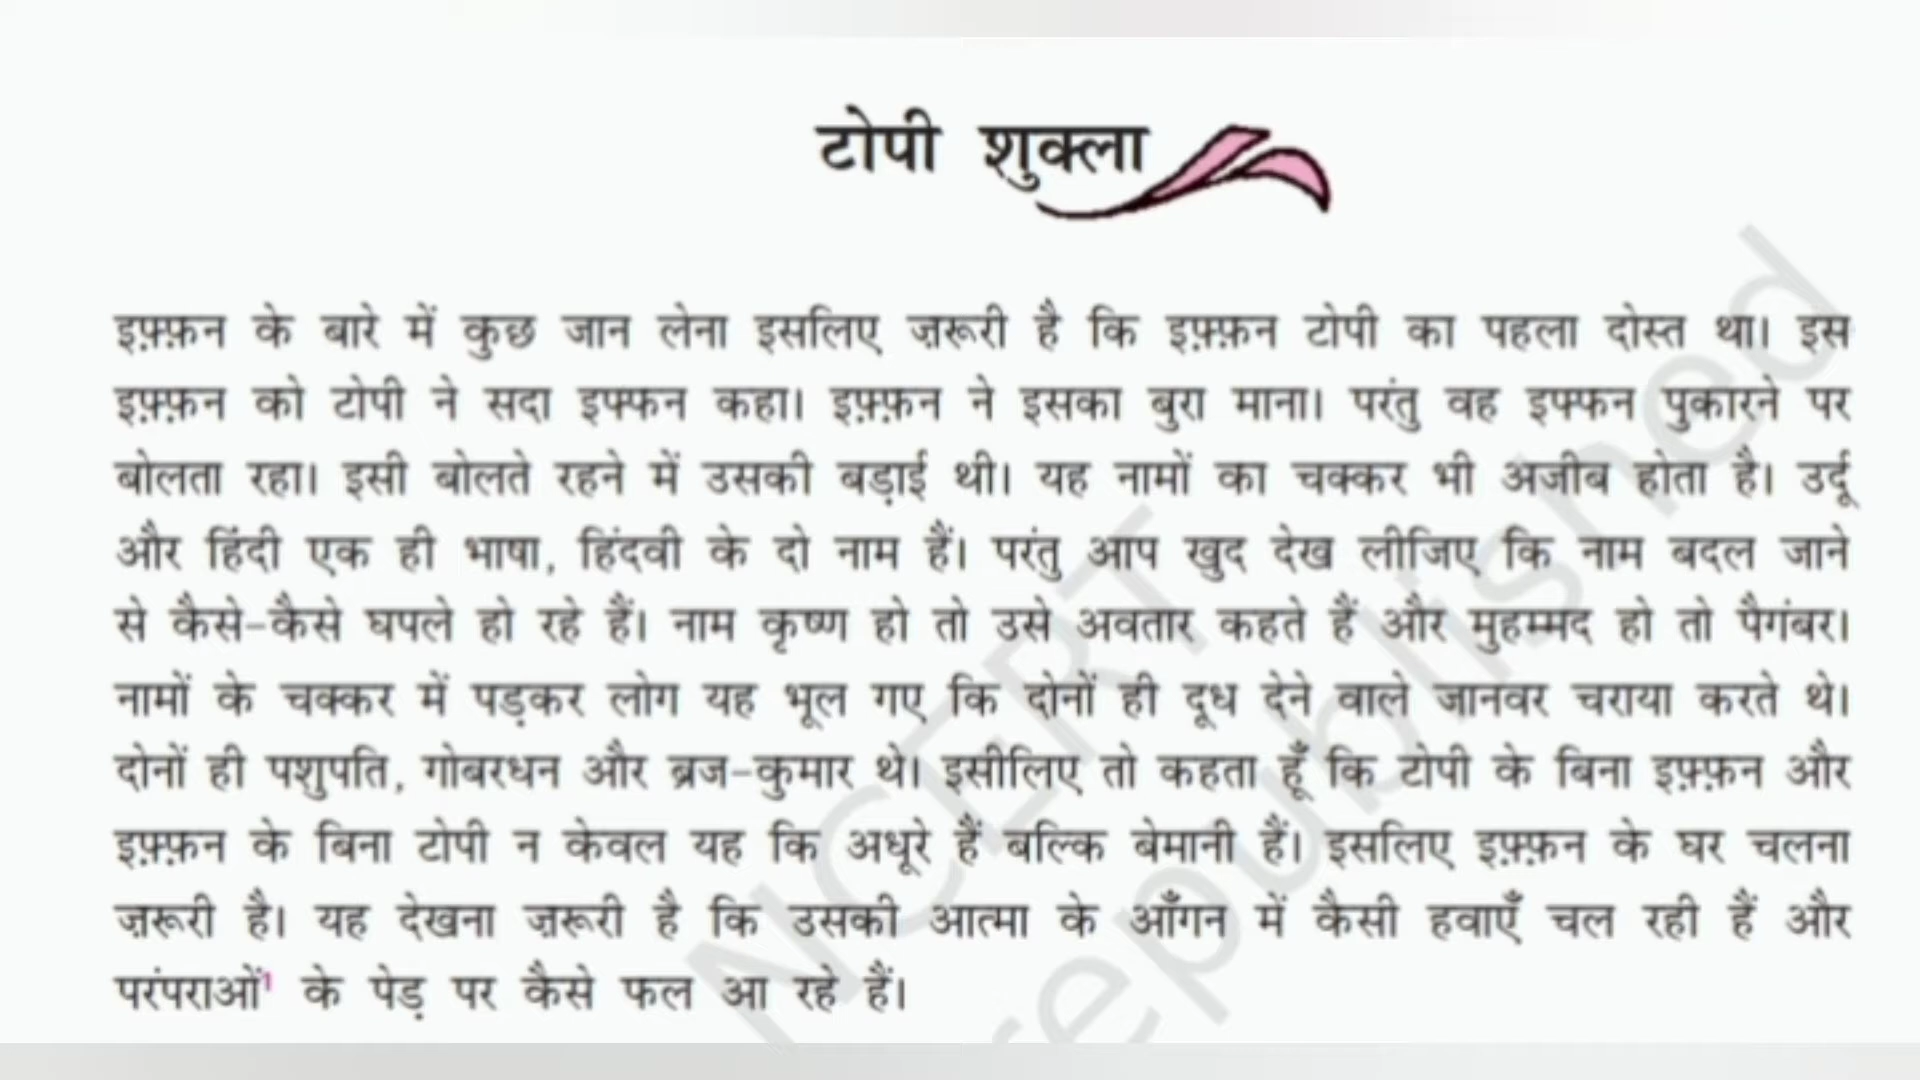 टोपी शुक्ला
इफ़्फ़न के बारे में कुछ जान लेना इसलिए ज़रूरी है कि इफ़्फ़न टोपी का पहला दोस्त था। इस
इफ़्फ़न को टोपी ने सदा इफ्फन कहा। इफ़्फ़न ने इसका बुरा माना। परंतु वह इफ्फन पुकारने पर
बोलता रहा। इसी बोलते रहने में उसकी बड़ाई थी। यह नामों का चक्कर भी अजीब होता है। उर्दू
और हिंदी एक ही भाषा, हिंदवी के दो नाम हैं। परंतु आप खुद देख लीजिए कि नाम बदल जाने
से कैसे-कैसे घपले हो रहे हैं। नाम कृष्ण हो तो उसे अवतार कहते हैं और मुहम्मद हो तो पैगंबर।
नामों के चक्कर में पड़कर लोग यह भूल गए कि दोनों ही दूध देने वाले जानवर चराया करते थे।
दोनों ही पशुपति, गोबरधन और ब्रज-कुमार थे। इसीलिए तो कहता हूँ कि टोपी के बिना इफ़्फ़न और
इफ़्फ़न के बिना टोपी न केवल यह कि अधूरे हैं बल्कि बेमानी हैं। इसलिए इफ़्फ़न के घर चलना
ज़रूरी है। यह देखना ज़रूरी है कि उसकी आत्मा के आँगन में कैसी हवाएँ चल रही हैं और
परंपराओं¹ के पेड़ पर कैसे फल आ रहे हैं।
NCERT
republished